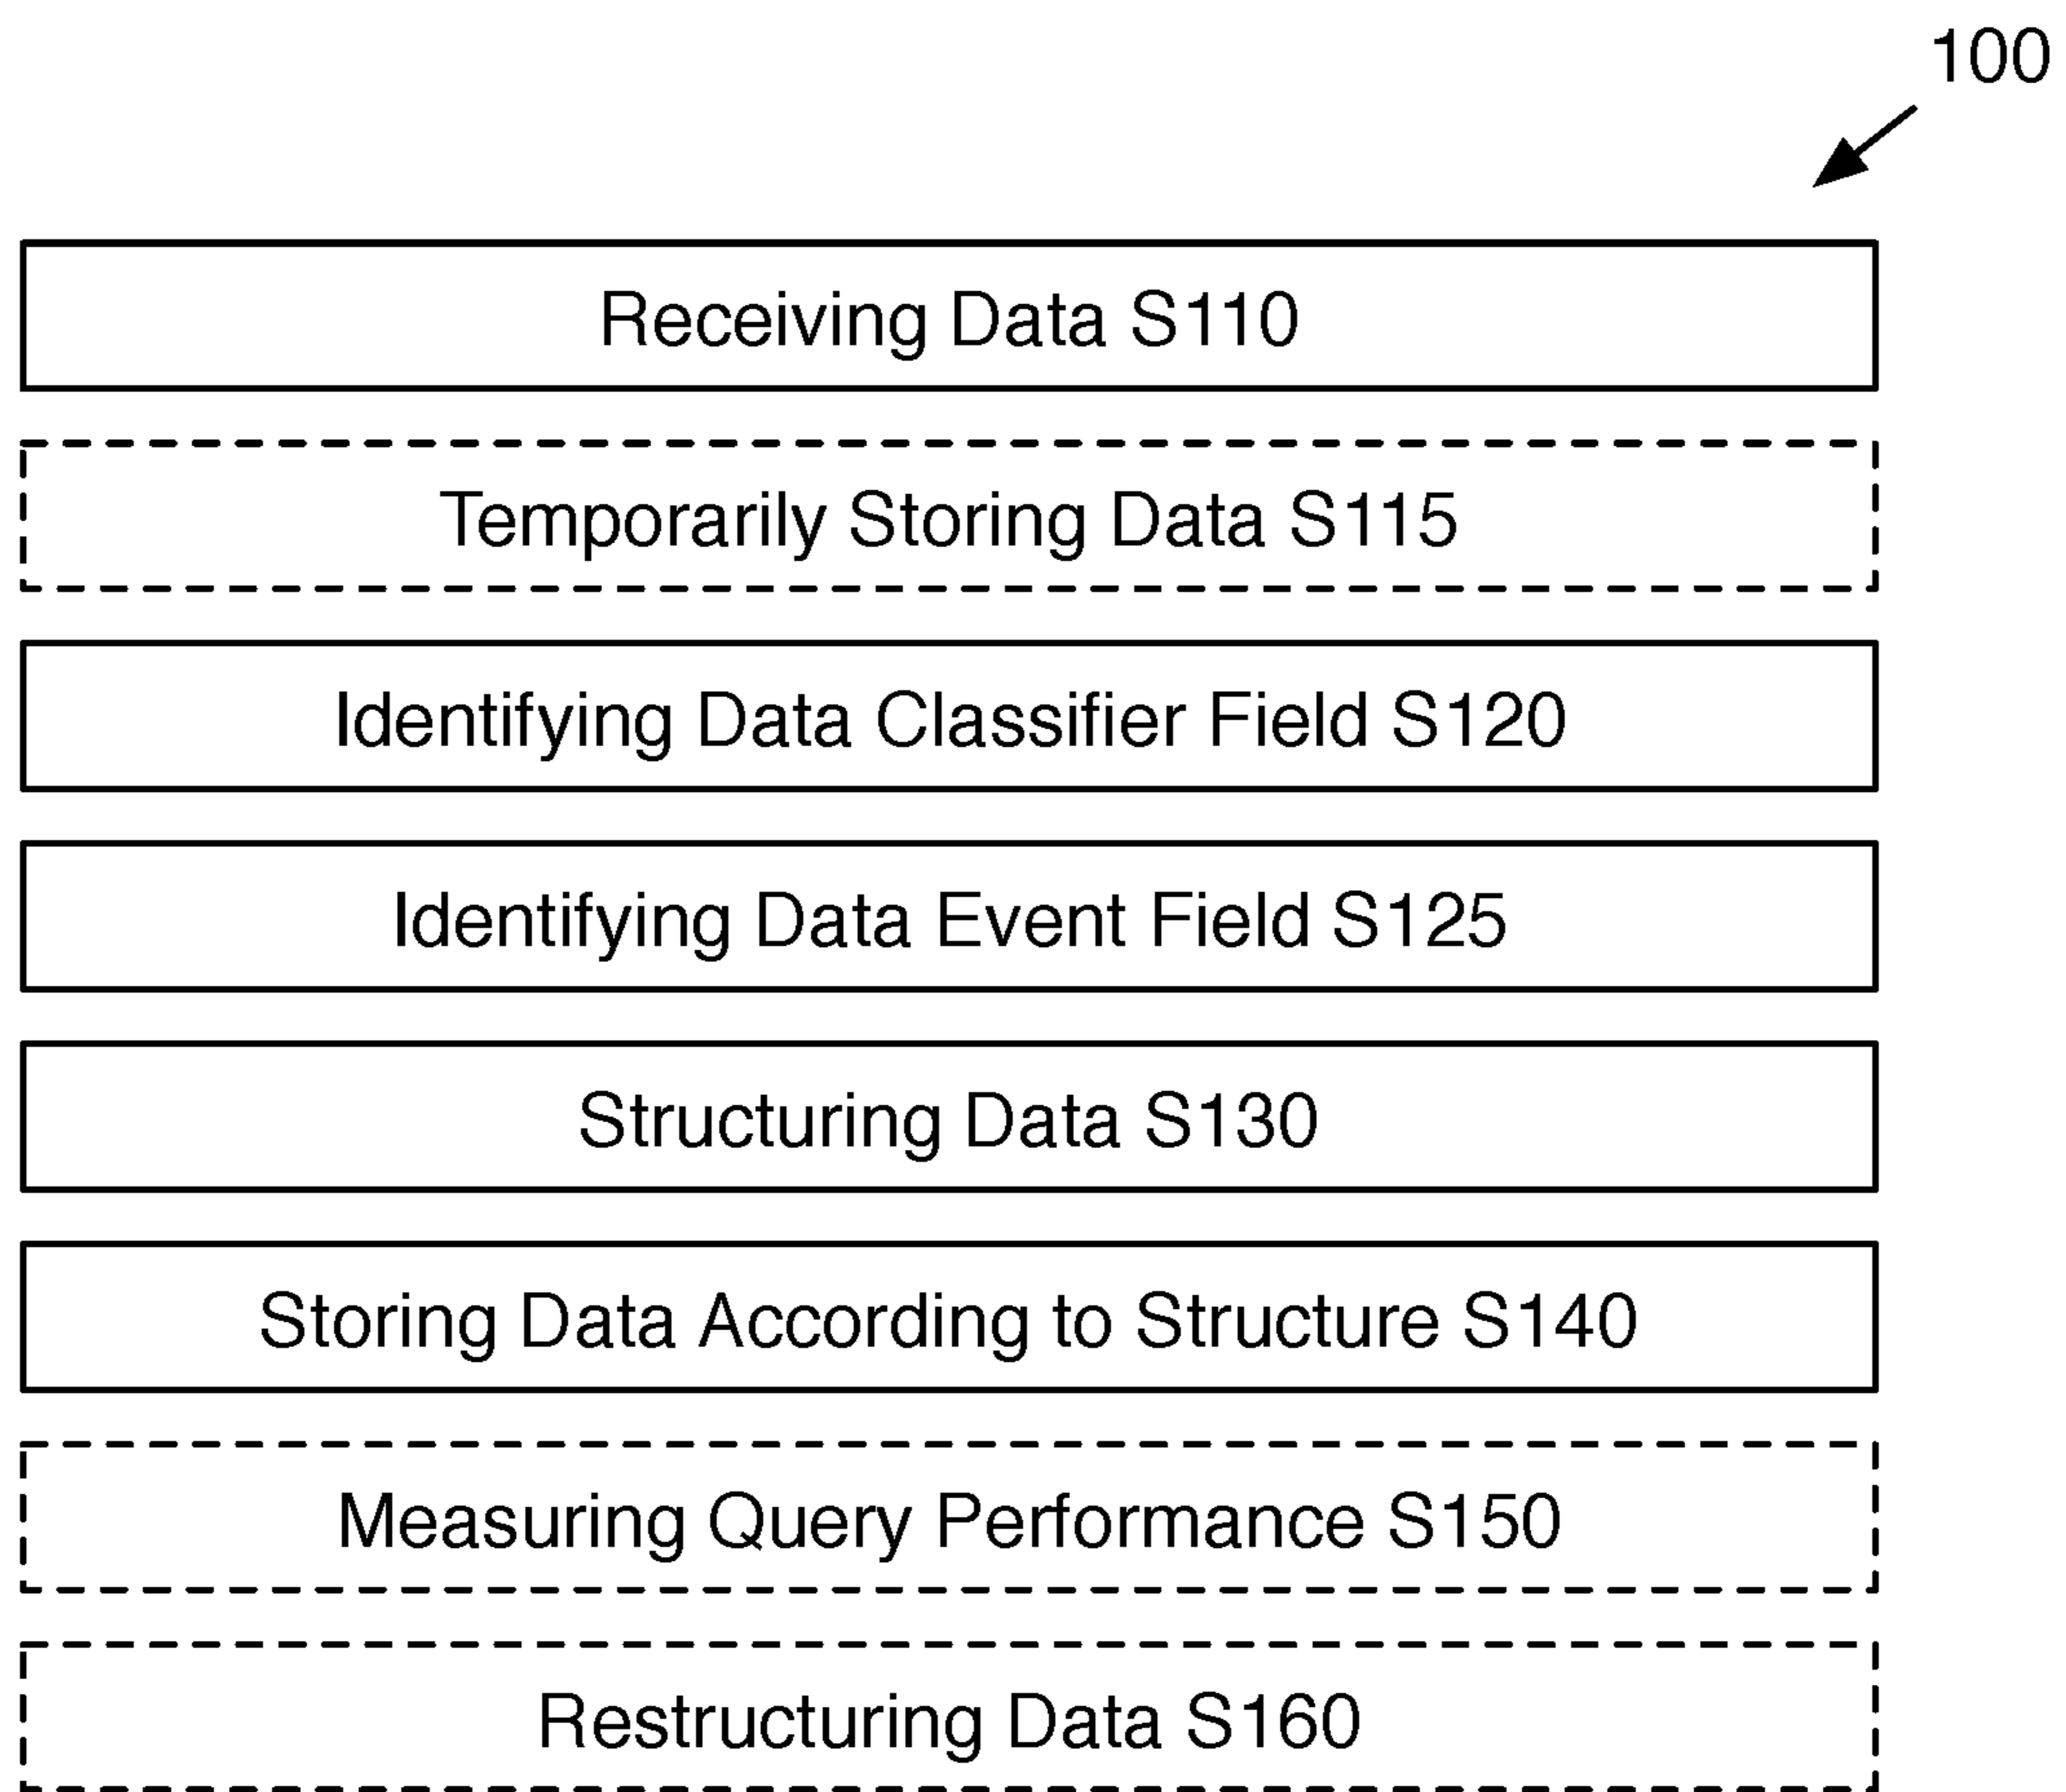 100
Receiving Data S110
Temporarily Storing Data S115
Identifying Data Classifier Field S120
Identifying Data Event Field S125
Structuring Data S130
Storing Data According to Structure S140
Measuring Query Performance S150
Restructuring Data S160